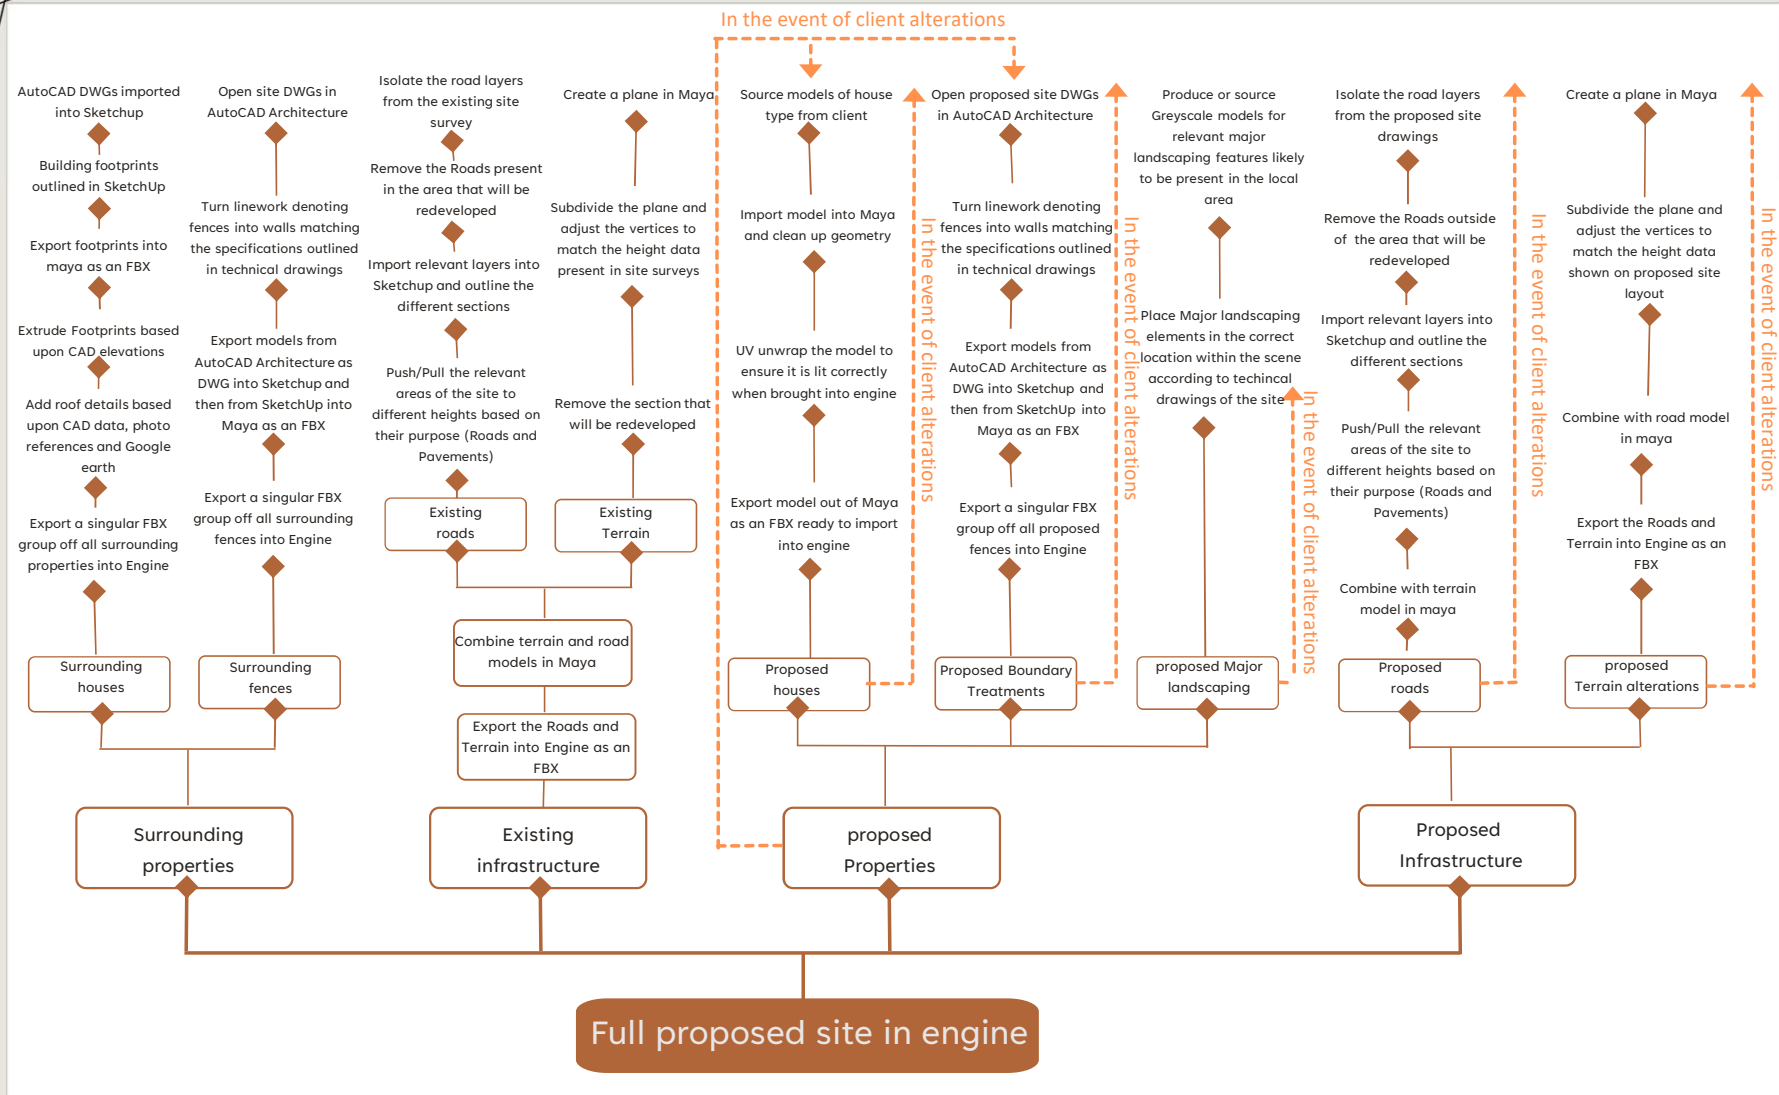 In the event of client alterations
AutoCAD DWGs imported
into Sketchup
Building footprints
outlined in SketchUp
Export footprints into
maya as an FBX
Extrude Footprints based
upon CAD elevations
Add roof details based
upon CAD data, photo
references and Google
earth
Export a singular FBX
group off all surrounding
properties into Engine
Surrounding
houses
Open site DWGs in
AutoCAD Architecture
Turn linework denoting
fences into walls matching
the specifications outlined
in technical drawings
Export models from
AutoCAD Architecture as
DWG into Sketchup and
then from SketchUp into
Maya as an FBX
Export a singular FBX
group off all surrounding
fences into Engine
Surrounding
fences
Surrounding
properties
Isolate the road layers
from the existing site
survey
Remove the Roads present
in the area that will be
redeveloped
Import relevant layers into
Sketchup and outline the
different sections
Push/Pull the relevant
areas of the site to
different heights based on
their purpose (Roads and
Pavements)
Existing
roads
Create a plane in Maya
Subdivide the plane and
adjust the vertices to
match the height data
present in site surveys
Remove the section that
will be redeveloped
Existing
Terrain
Combine terrain and road
models in Maya
Export the Roads and
Terrain into Engine as an
FBX
Existing
infrastructure
Source models of house
type from client
Import model into Maya
and clean up geometry
UV unwrap the model to
ensure it is lit correctly
when brought into engine
Export model out of Maya
as an FBX ready to import
into engine
Proposed
houses
In the event of client alterations
Open proposed site DWGs
in AutoCAD Architecture
Turn linework denoting
fences into walls matching
the specifications outlined
in technical drawings
Export models from
AutoCAD Architecture as
DWG into Sketchup and
then from SketchUp into
Maya as an FBX
Export a singular FBX
group off all proposed
fences into Engine
Proposed Boundary
Treatments
In the event of client alterations
Produce or source
Greyscale models for
relevant major
landscaping features likely
to be present in the local
area
Place Major landscaping
elements in the correct
location within the scene
according to techincal
drawings of the site
proposed Major
landscaping
In the event of client alterations
proposed
Properties
Isolate the road layers
from the proposed site
drawings
Remove the Roads outside
of the area that will be
redeveloped
Import relevant layers into
Sketchup and outline the
different sections
Push/Pull the relevant
areas of the site to
different heights based on
their purpose (Roads and
Pavements)
Combine with terrain
model in maya
Proposed
roads
In the event of client alterations
Create a plane in Maya
Subdivide the plane and
adjust the vertices to
match the height data
shown on proposed site
layout
Combine with road model
in maya
Export the Roads and
Terrain into Engine as an
FBX
proposed
Terrain alterations
In the event of client alterations
Proposed
Infrastructure
Full proposed site in engine